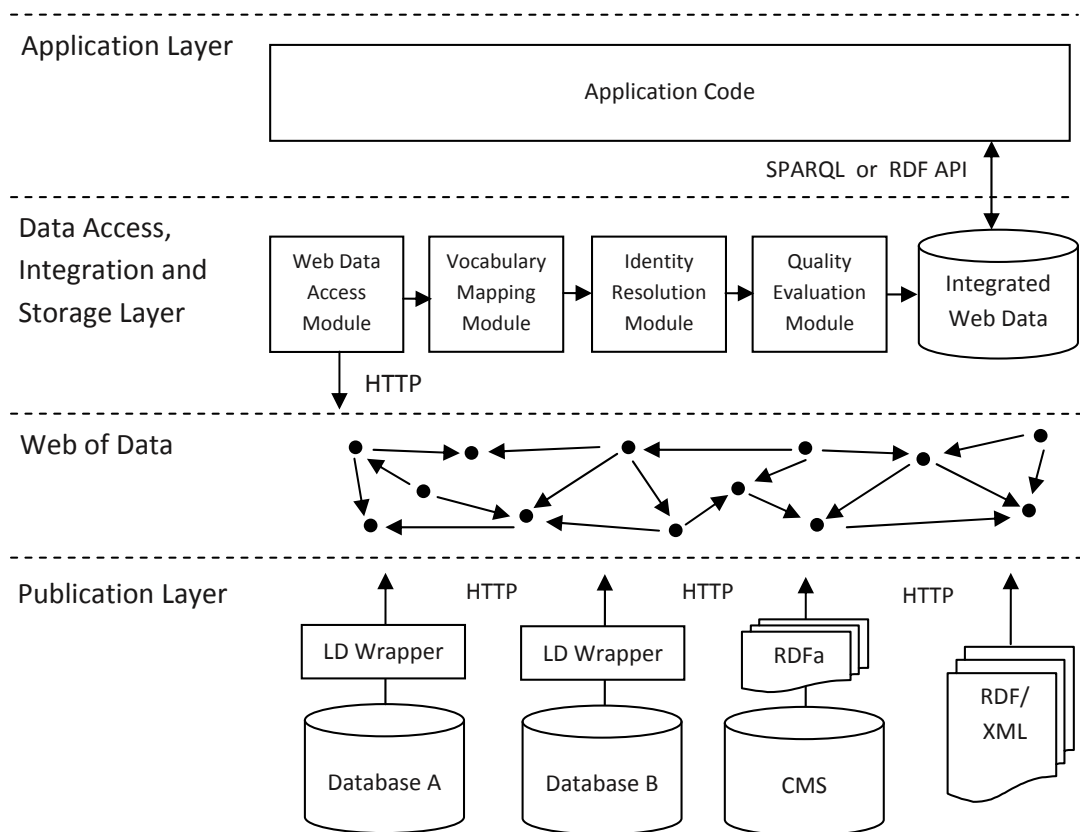 Application Layer
Application Code
SPARQL or RDF API
Data Access,
Integration and
Storage Layer
Web Data
Access
Module
Vocabulary
Mapping
Module
Identity
Resolution
Module
Quality
Evaluation
Module
Integrated
Web Data
HTTP
Web of Data
Publication Layer
HTTP
HTTP
HTTP
LD Wrapper
LD Wrapper
RDFa
RDF/
XML
Database A
Database B
CMS